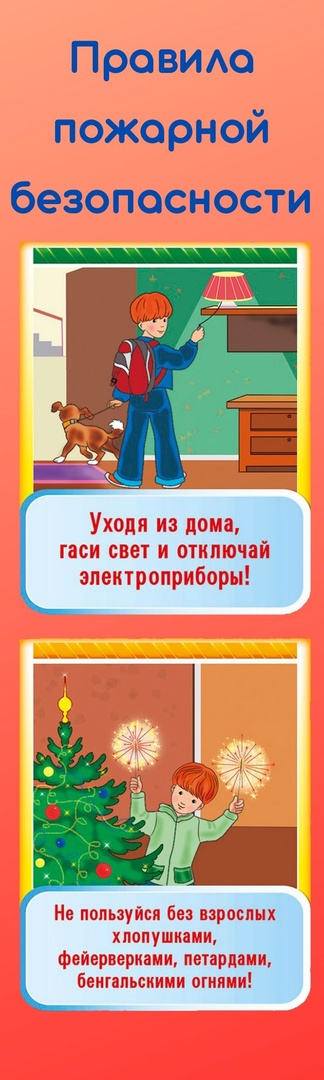 Правила
пожарной
безопасности
Уходя из дома,
гаси свет и отключай
электроприборы!
Не пользуйся без взрослых
хлопушками,
фейерверками, петардами,
бенгальскими огнями!